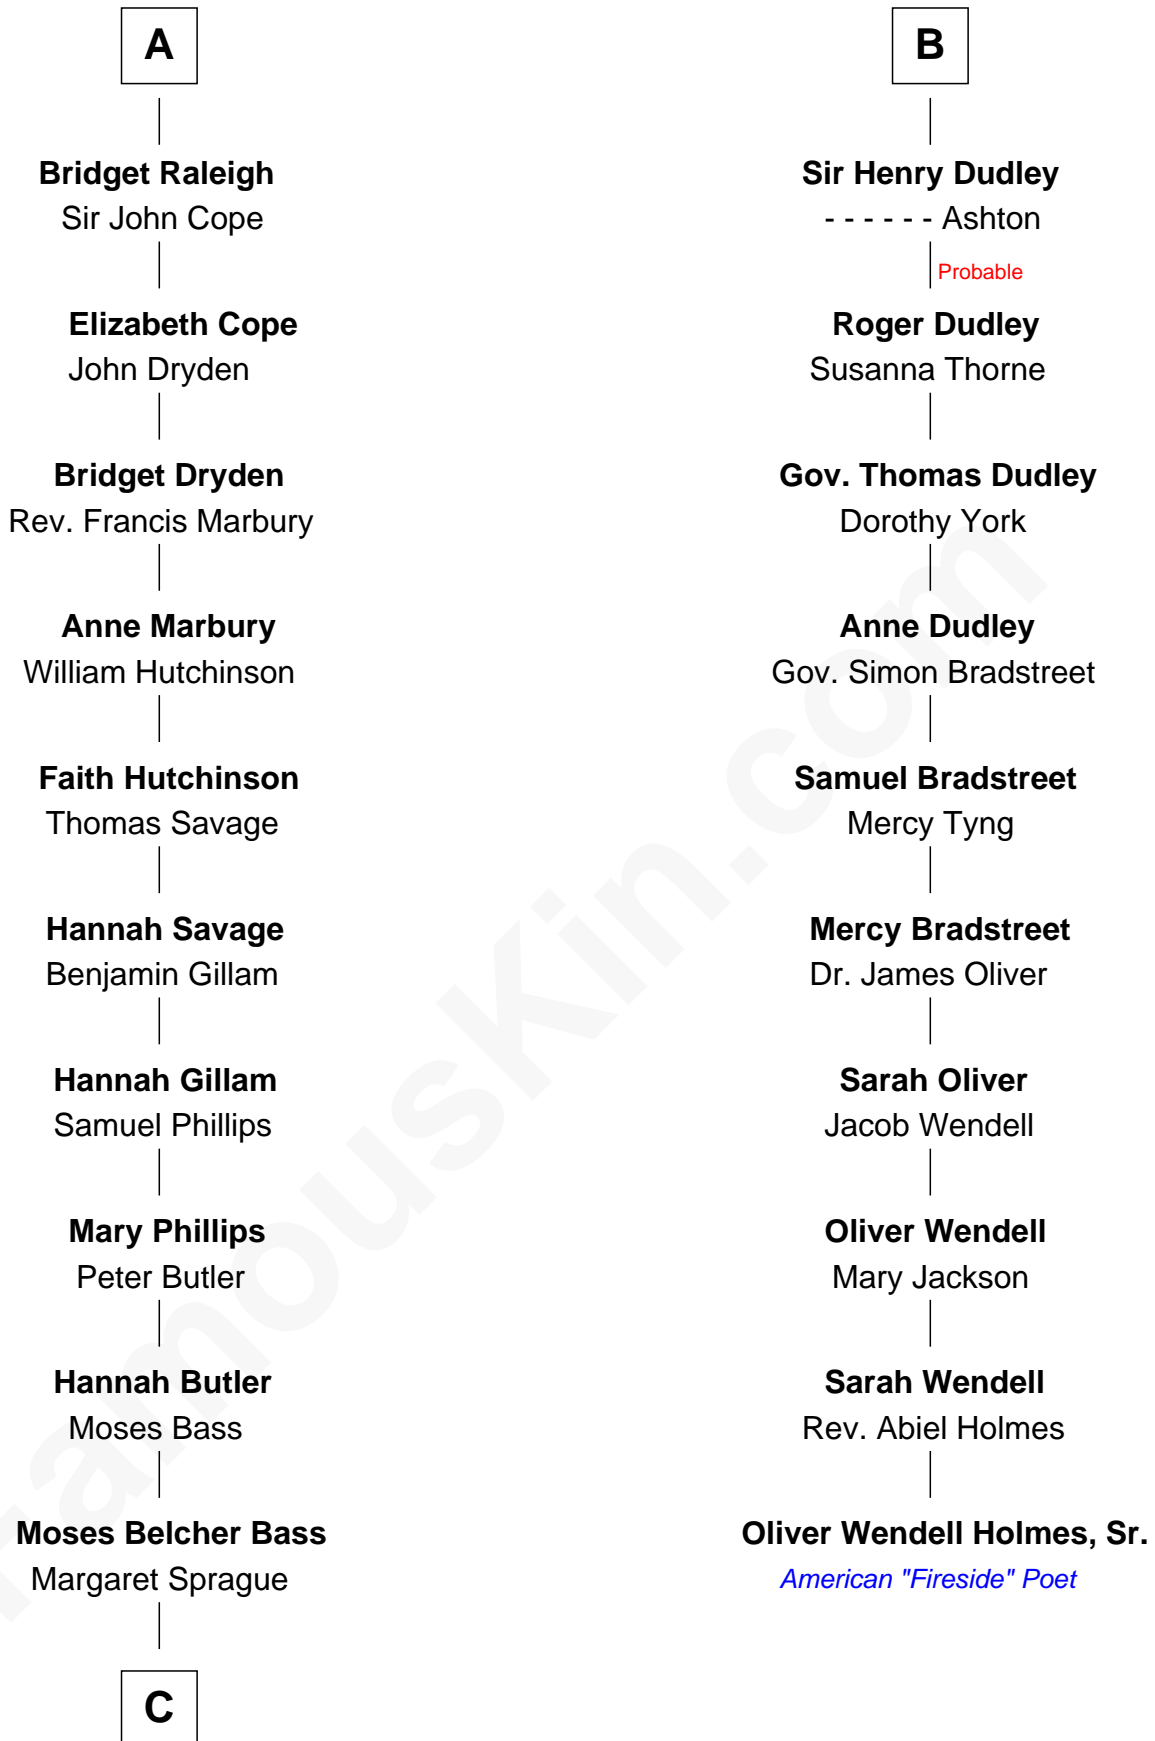 A
Bridget Raleigh
Sir John Cope
Elizabeth Cope
John Dryden
Bridget Dryden
Rev. Francis Marbury
Anne Marbury
William Hutchinson
Faith Hutchinson
Thomas Savage
Hannah Savage
Benjamin Gillam
Hannah Gillam
Samuel Phillips
Mary Phillips
Peter Butler
Hannah Butler
Moses Bass
Moses Belcher Bass
Margaret Sprague
C
B
Sir Henry Dudley
- - - - - - Ashton
Probable
Roger Dudley
Susanna Thorne
Gov. Thomas Dudley
Dorothy York
Anne Dudley
Gov. Simon Bradstreet
Samuel Bradstreet
Mercy Tyng
Mercy Bradstreet
Dr. James Oliver
Sarah Oliver
Jacob Wendell
Oliver Wendell
Mary Jackson
Sarah Wendell
Rev. Abiel Holmes
Oliver Wendell Holmes, Sr.
American "Fireside" Poet
FamousKin.com